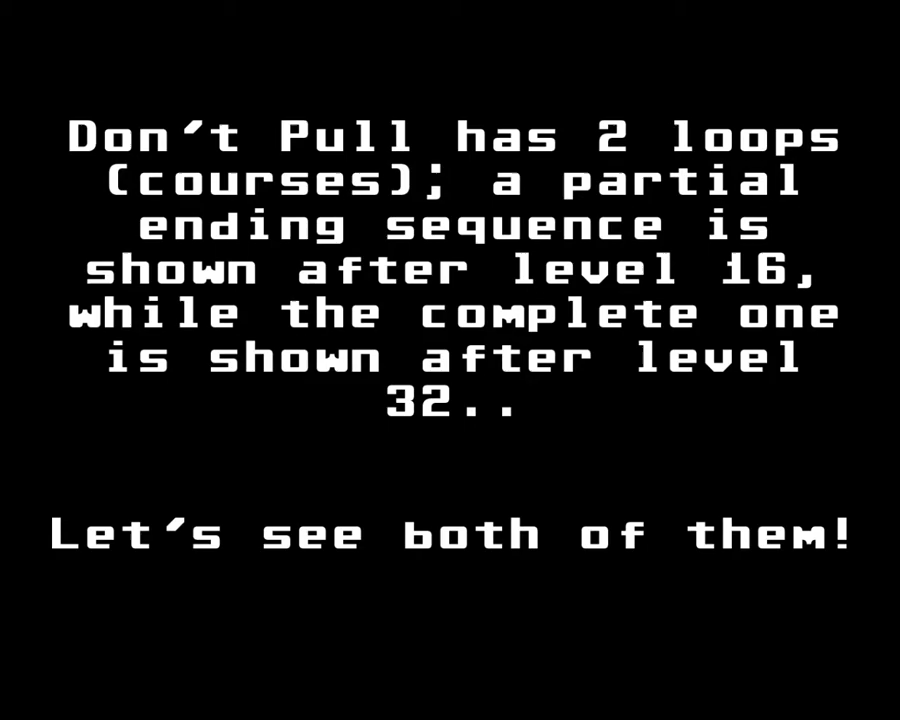 Don't Pull has 2 loops
(courses); a partial
ending sequence is
shown after level 16,
while the complete one
is shown after level
32..
Let's see both of them!